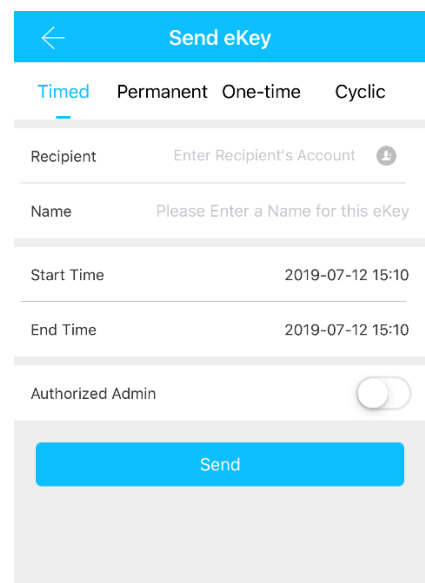 Send eKey
Timed Permanent One-time Cyclic
Recipient Enter Recipient's Account
Name Please Enter a Name for this eKey
Start Time 2019-07-12 15:10
End Time 2019-07-12 15:10
Authorized Admin
Send